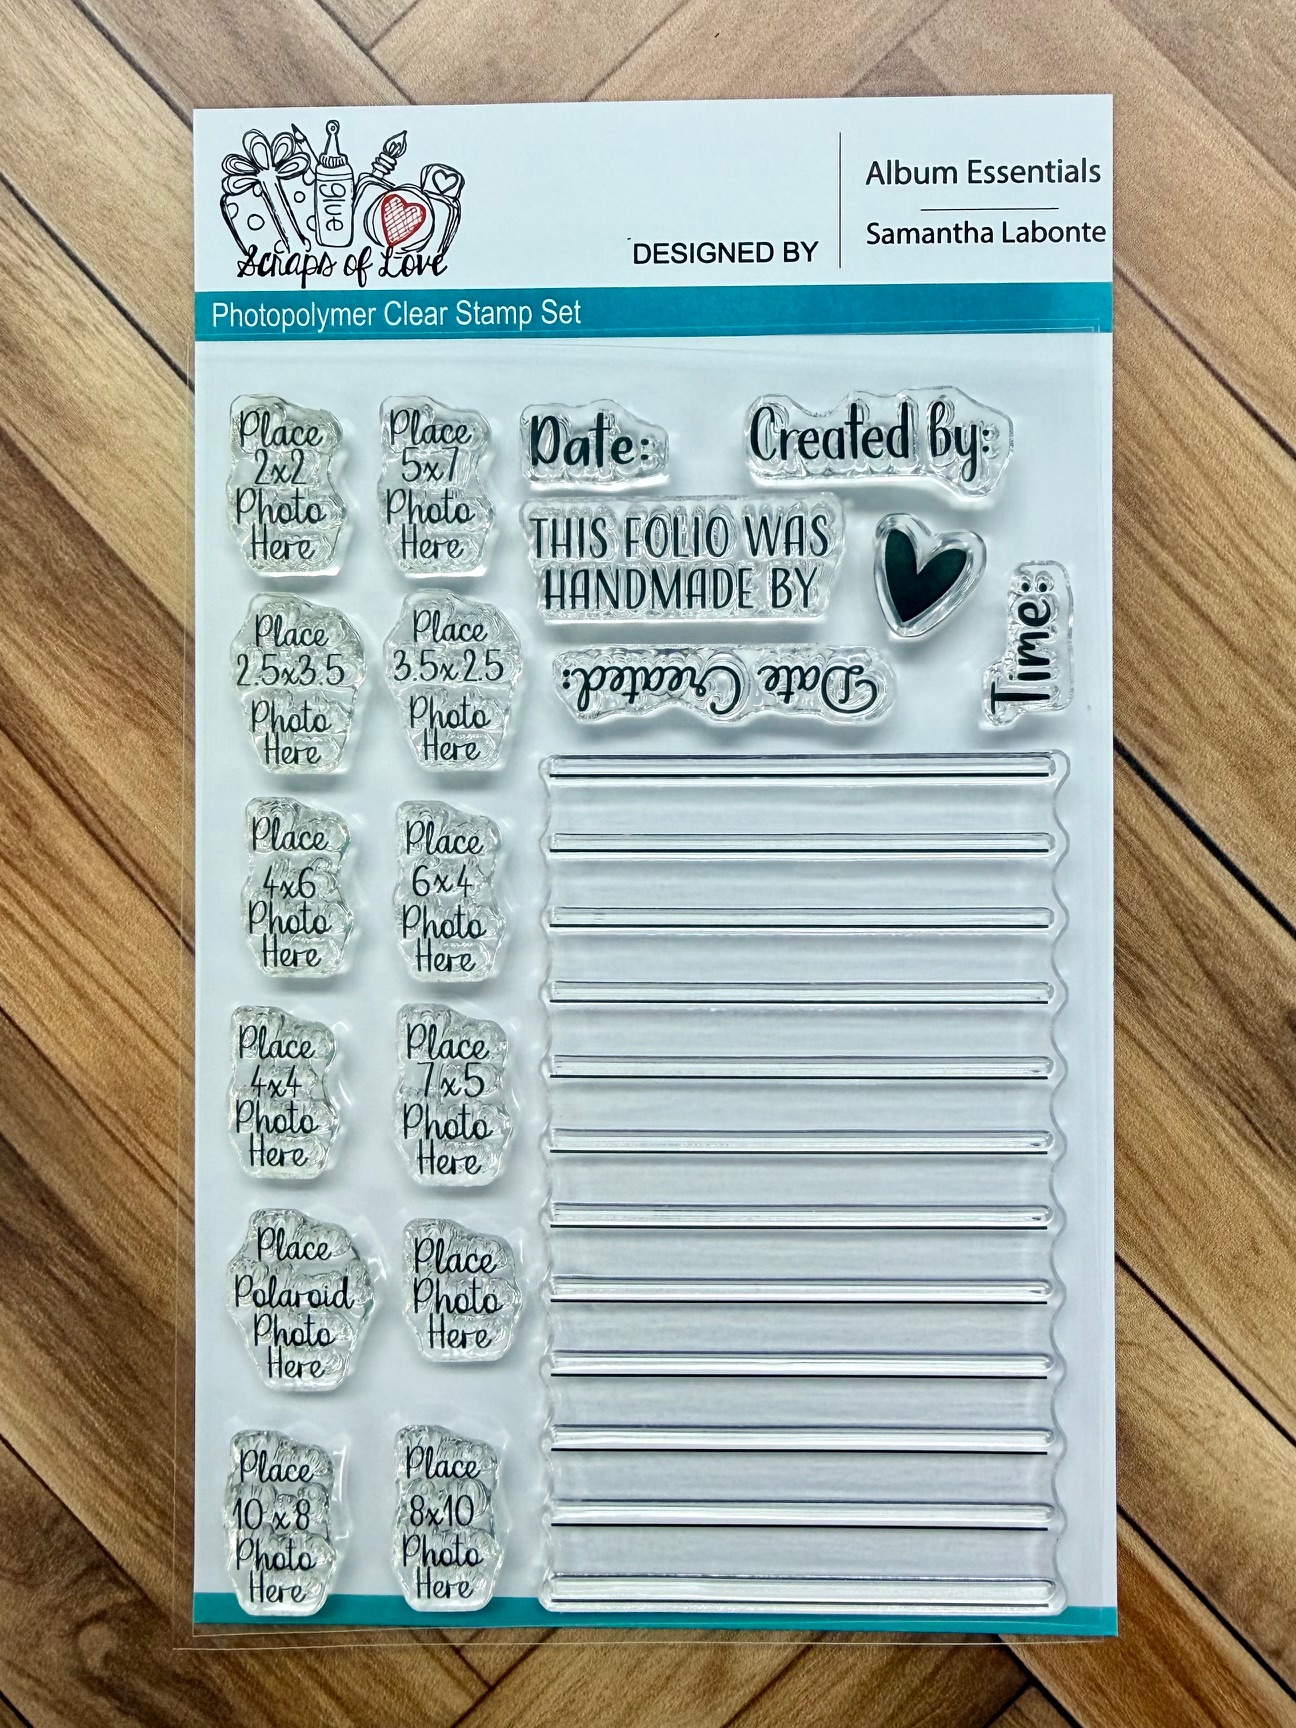 glue
Scraps of Love
DESIGNED BY
Album Essentials
Samantha Labonte
Photopolymer Clear Stamp Set
Place
2x2
Photo
Here
Place
5x7
Photo
Here
Date:
Created by:
THIS FOLIO WAS
HANDMADE BY
Time:
Date Created:
Place
2.5x3.5
Photo
Here
Place
3.5x2.5
Photo
Here
Place
4x6
Photo
Here
Place
6x4
Photo
Here
Place
4x4
Photo
Here
Place
7x5
Photo
Here
Place
Polaroid
Photo
Here
Place
Photo
Here
Place
10x8
Photo
Here
Place
8x10
Photo
Here